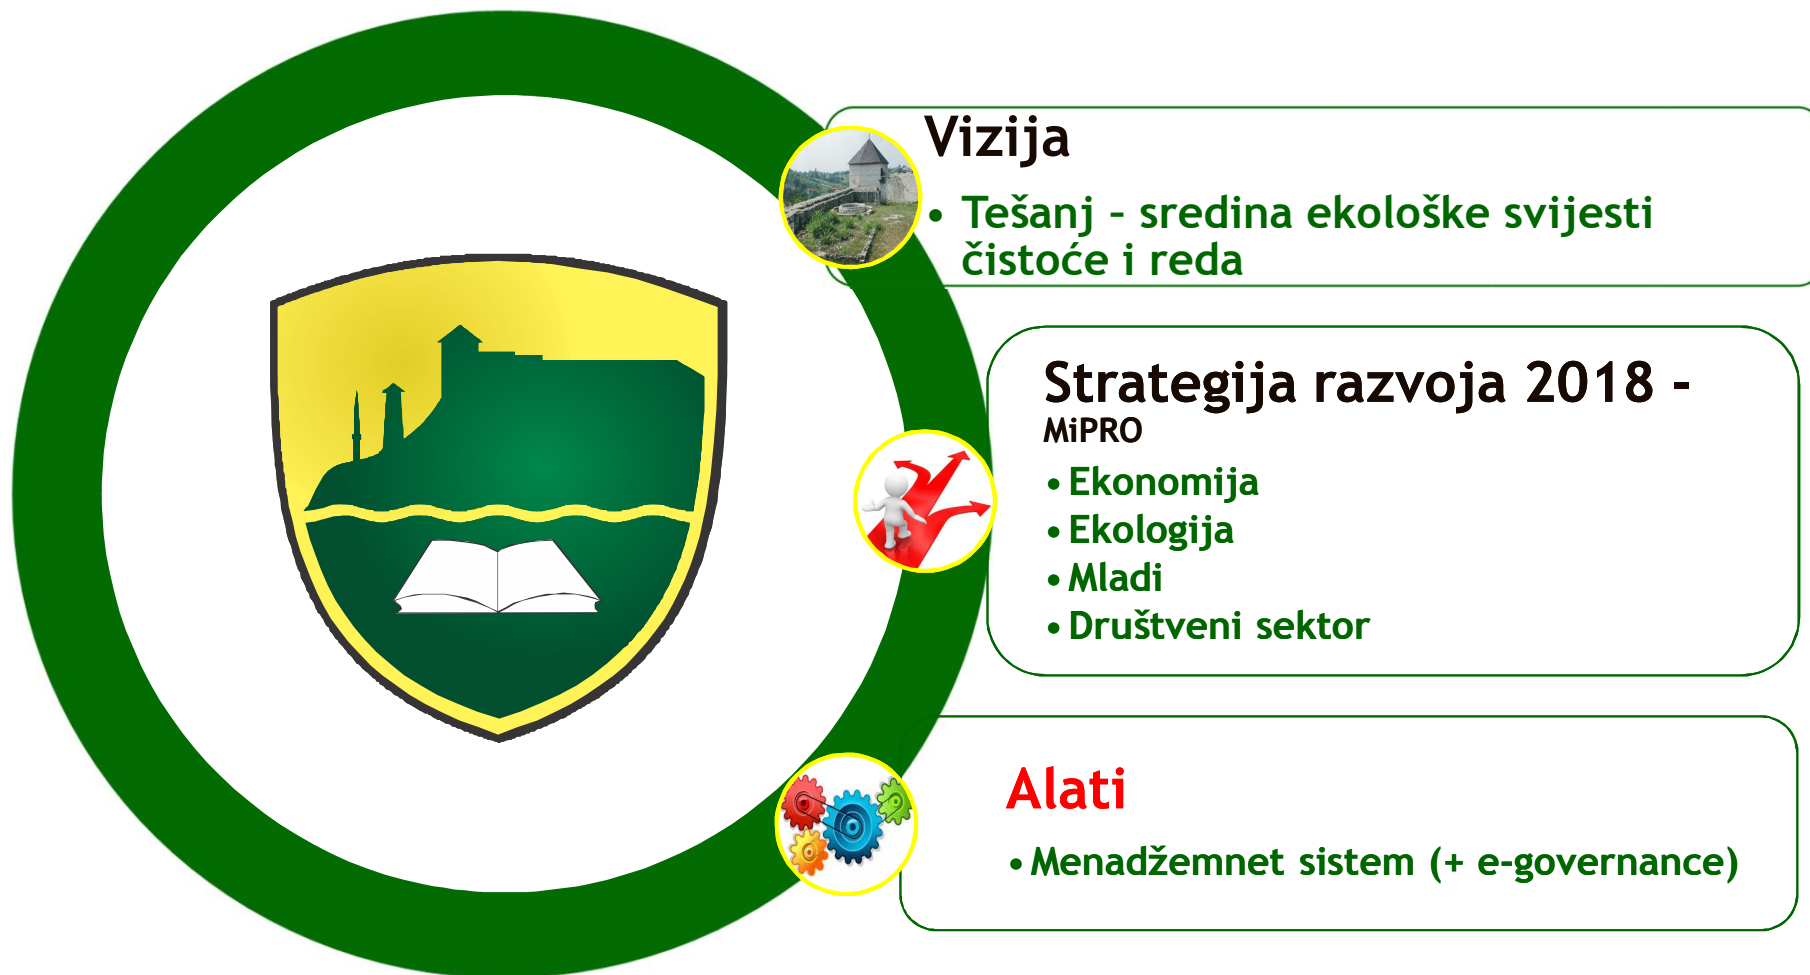 Vizija
• Tešanj – sredina ekološke svijesti
čistoće i reda
Strategija razvoja 2018 -
MiPRO
• Ekonomija
• Ekologija
• Mladi
• Društveni sektor
Alati
• Menadžemnet sistem (+ e-governance)